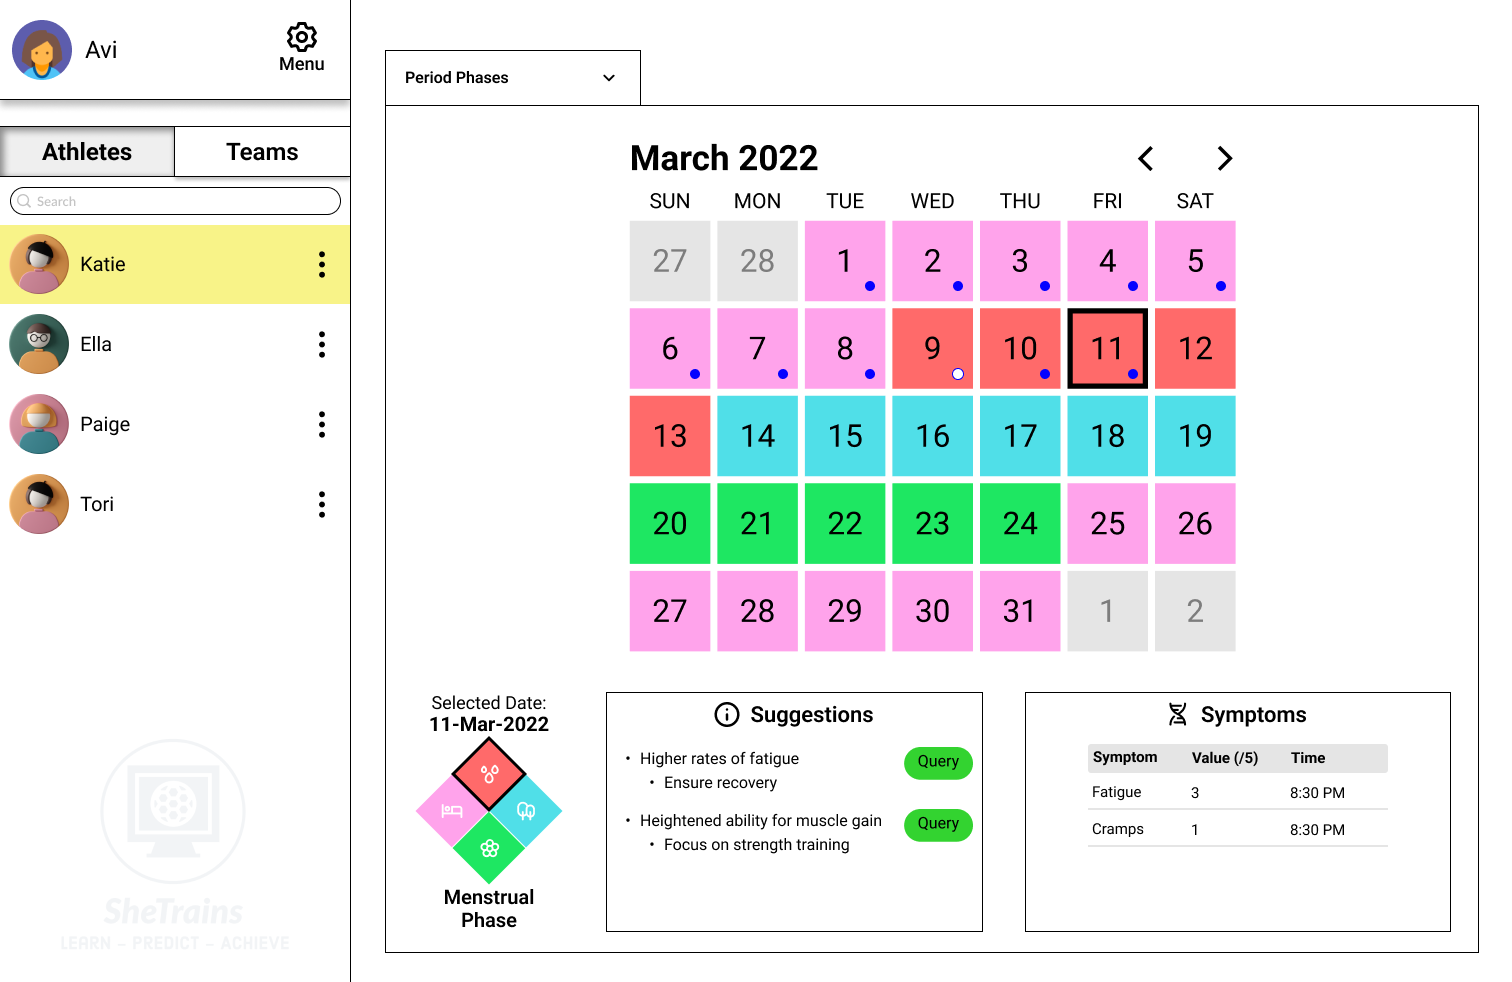 Avi
Menu
Athletes
Teams
Search
Katie
Ella
Paige
Tori
SheTrains
LEARN – PREDICT – ACHIEVE
Period Phases
March 2022
SUN MON TUE WED THU FRI SAT
27 28 1 2 3 4 5
6 7 8 9 10 11 12
13 14 15 16 17 18 19
20 21 22 23 24 25 26
27 28 29 30 31 1 2
Selected Date:
11-Mar-2022
Menstrual
Phase
Suggestions
• Higher rates of fatigue
Query
• Ensure recovery
• Heightened ability for muscle gain
Query
• Focus on strength training
Symptoms
Symptom Value (/5) Time
Fatigue 3 8:30 PM
Cramps 1 8:30 PM